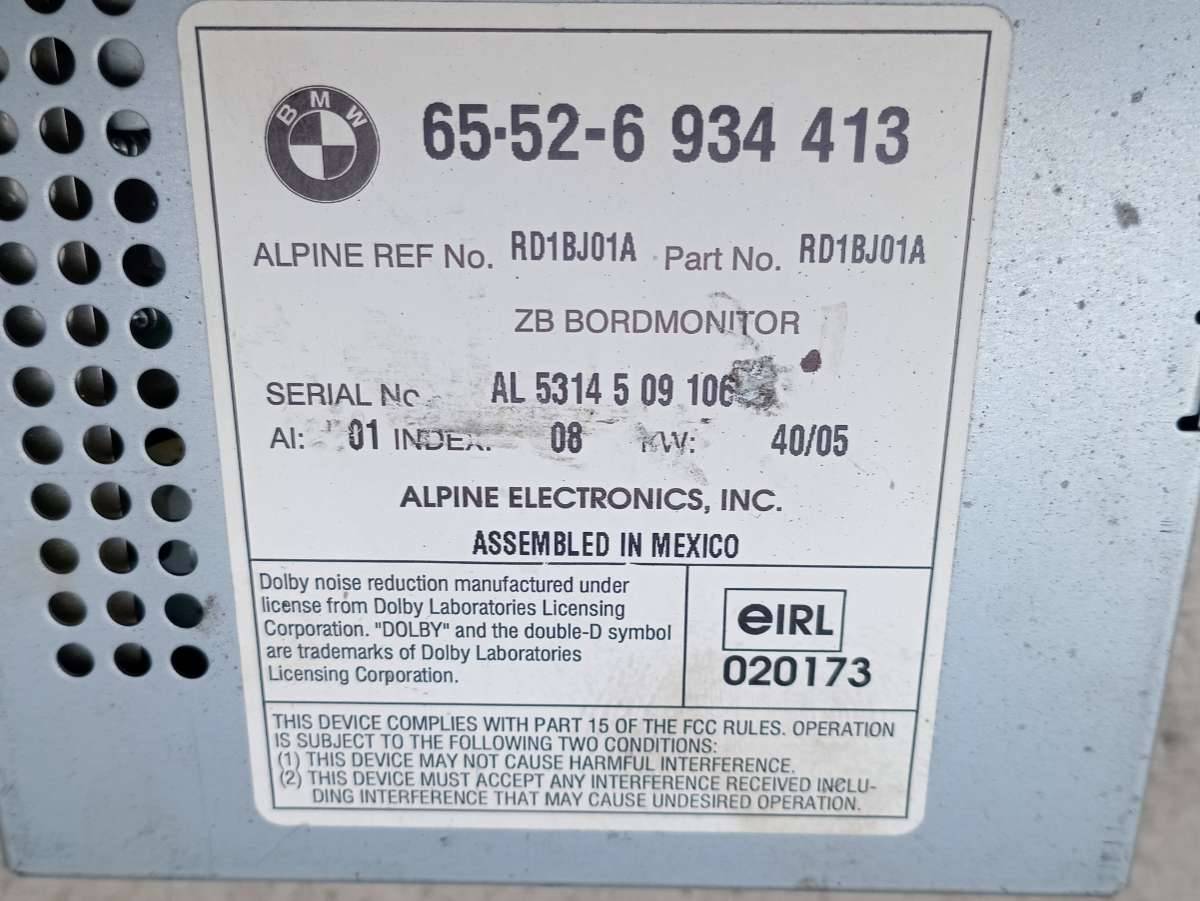 BMW
65-52-6 934 413
ALPINE REF No. RD1BJ01A Part No. RD1BJ01A
ZB BORDMONITOR
SERIAL No AL 5314 5 09 106
AI: 01 INDEX: 08 KW: 40/05
ALPINE ELECTRONICS, INC.
ASSEMBLED IN MEXICO
Dolby noise reduction manufactured under
license from Dolby Laboratories Licensing
Corporation. "DOLBY" and the double-D symbol
are trademarks of Dolby Laboratories
Licensing Corporation.
eIRL
020173
THIS DEVICE COMPLIES WITH PART 15 OF THE FCC RULES. OPERATION
IS SUBJECT TO THE FOLLOWING TWO CONDITIONS:
(1) THIS DEVICE MAY NOT CAUSE HARMFUL INTERFERENCE.
(2) THIS DEVICE MUST ACCEPT ANY INTERFERENCE RECEIVED INCLU-
DING INTERFERENCE THAT MAY CAUSE UNDESIRED OPERATION.